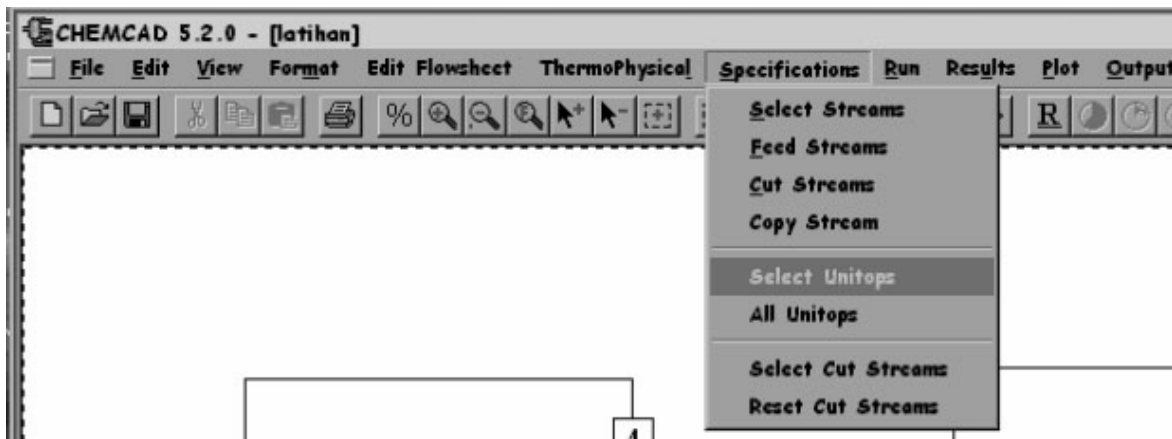 CHEMCAD 5.2.0 - [latihan]
File Edit View Format Edit Flowsheet ThermoPhysical Specifications Run Results Plot Output
% R
Select Streams
Feed Streams
Cut Streams
Copy Stream
Select Unitops
All Unitops
Select Cut Streams
Reset Cut Streams
4